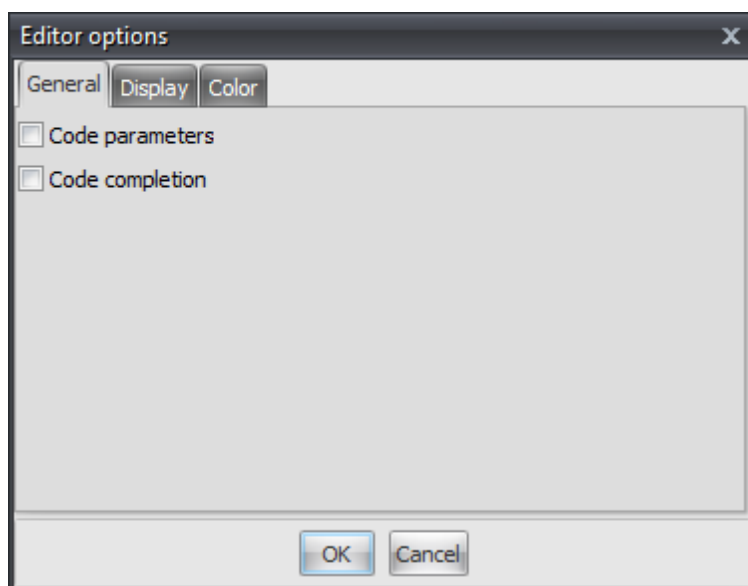 Editor options
General Display Color
Code parameters
Code completion
OK Cancel